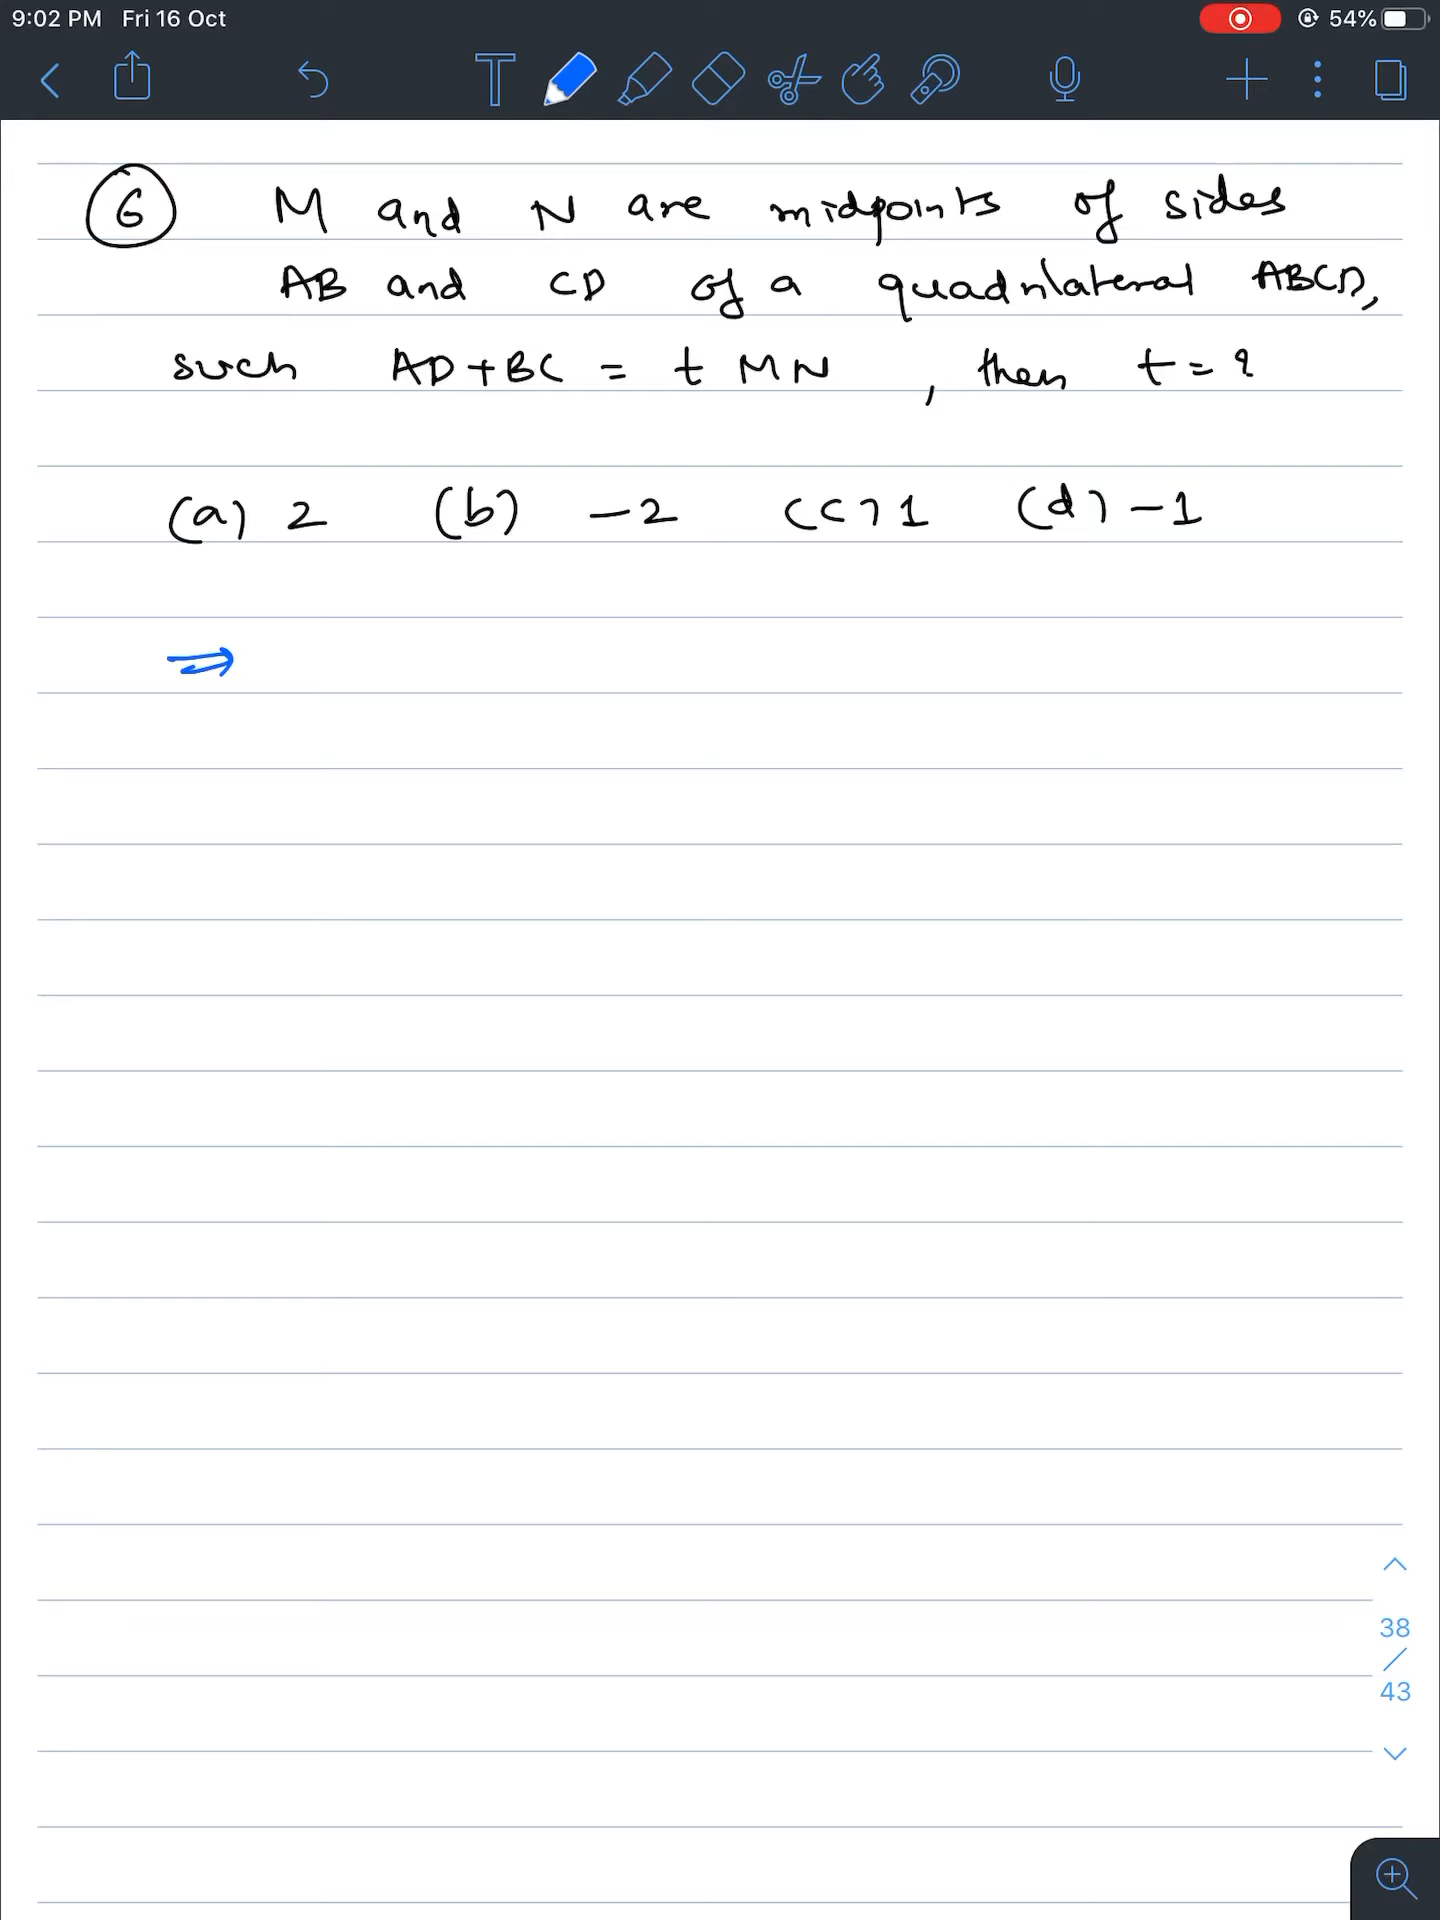 9:02 PM Fri 16 Oct 54%
6 M and N are midpoints of sides
AB and CD of a quadrilateral ABCD,
such AD+BC = t MN , then t=?
(a) 2 (b) -2 (c) 1 (d) -1
⇒
38
/
43